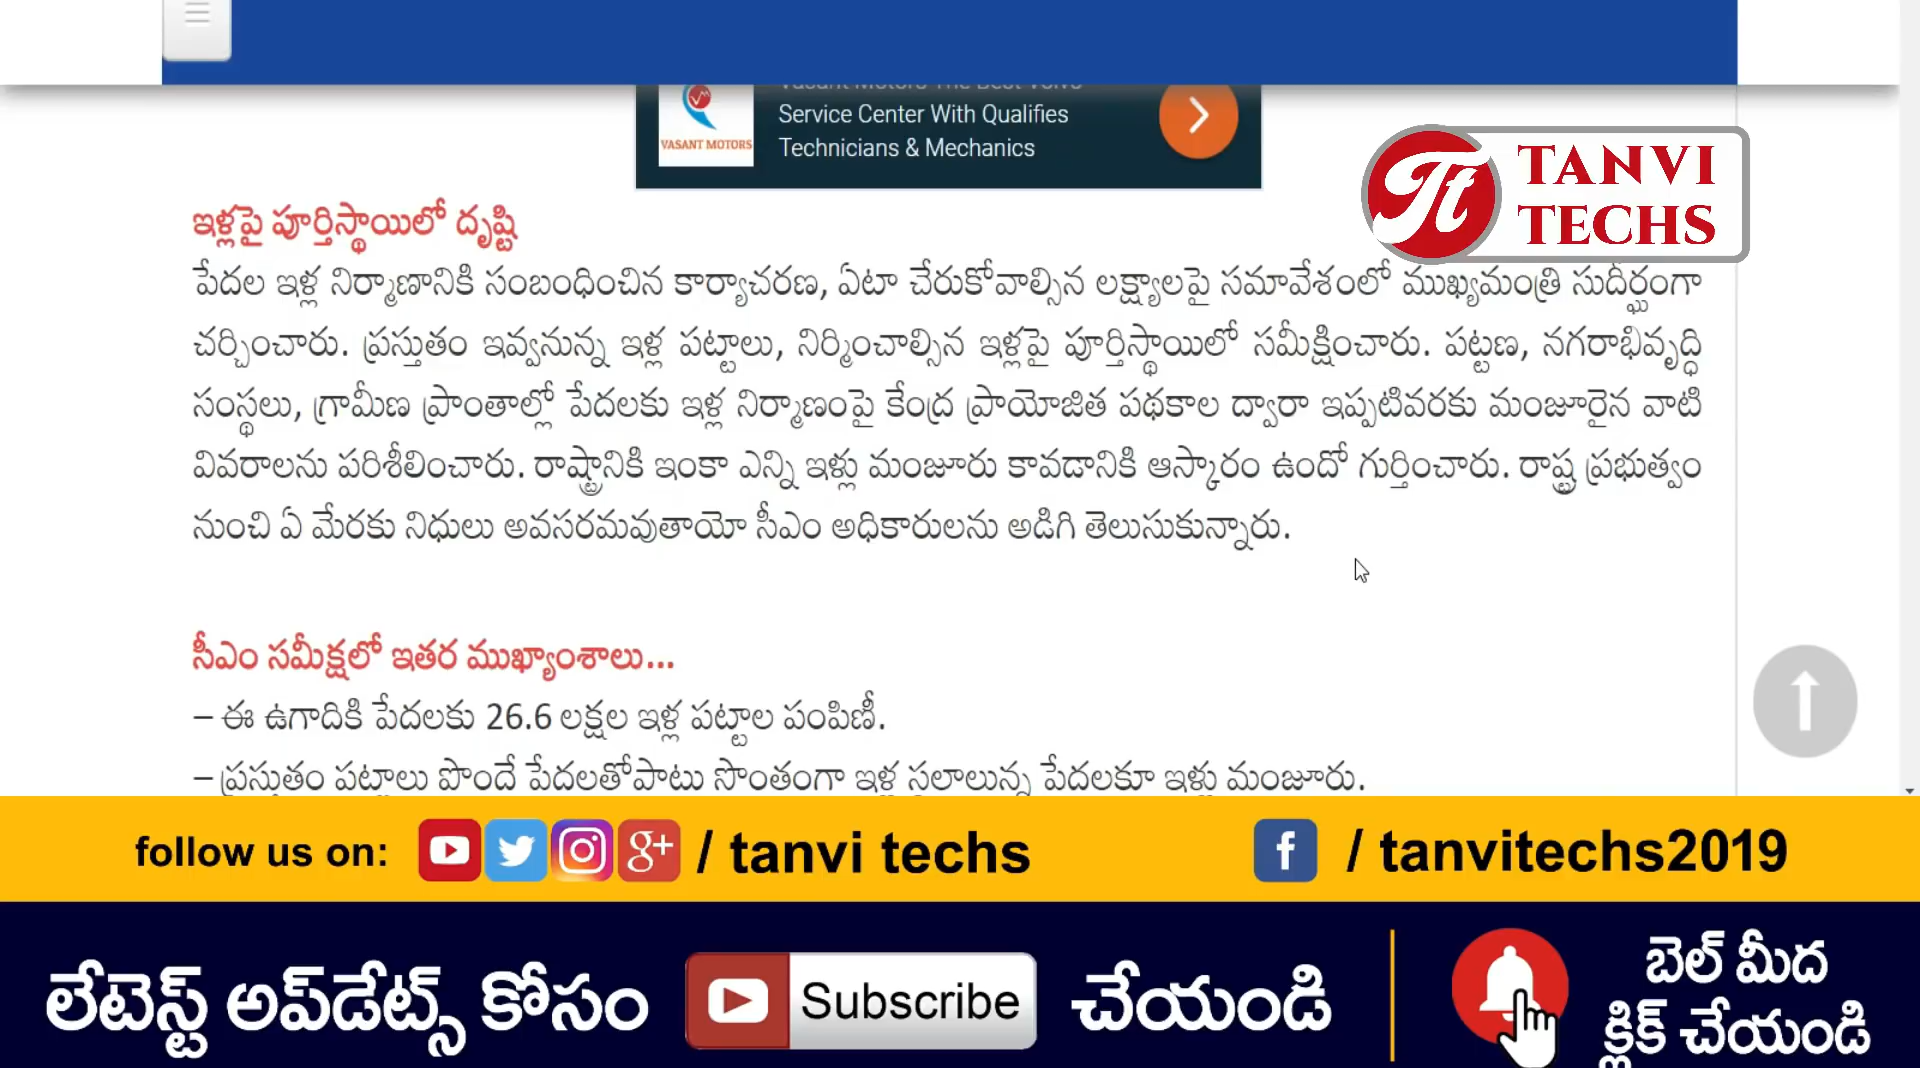 Service Center With Qualifies
Technicians & Mechanics
VASANT MOTORS
TANVI
TECHS
ఇళ్లపై పూర్తిస్థాయిలో దృష్టి
పేదల ఇళ్ల నిర్మాణానికి సంబంధించిన కార్యాచరణ, ఏటా చేరుకోవాల్సిన లక్ష్యాలపై సమావేశంలో ముఖ్యమంత్రి సుదీర్ఘంగా
చర్చించారు. ప్రస్తుతం ఇవ్వనున్న ఇళ్ల పట్టాలు, నిర్మించాల్సిన ఇళ్లపై పూర్తిస్థాయిలో సమీక్షించారు. పట్టణ, నగరాభివృద్ధి
సంస్థలు, గ్రామీణ ప్రాంతాల్లో పేదలకు ఇళ్ల నిర్మాణంపై కేంద్ర ప్రాయోజిత పథకాల ద్వారా ఇప్పటివరకు మంజూరైన వాటి
వివరాలను పరిశీలించారు. రాష్ట్రానికి ఇంకా ఎన్ని ఇళ్లు మంజూరు కావడానికి ఆస్కారం ఉందో గుర్తించారు. రాష్ట్ర ప్రభుత్వం
నుంచి ఏ మేరకు నిధులు అవసరమవుతాయో సీఎం అధికారులను అడిగి తెలుసుకున్నారు.
సీఎం సమీక్షలో ఇతర ముఖ్యాంశాలు...
– ఈ ఉగాదికి పేదలకు 26.6 లక్షల ఇళ్ల పట్టాల పంపిణీ.
– ప్రస్తుతం పట్టాలు పొందే పేదలతోపాటు సొంతంగా ఇళ్ల స్థలాలున్న పేదలకూ ఇళ్లు మంజూరు.
follow us on: / tanvi techs / tanvitechs2019
లేటెస్ట్ అప్‌డేట్స్ కోసం Subscribe చేయండి
బెల్ మీద
క్లిక్ చేయండి